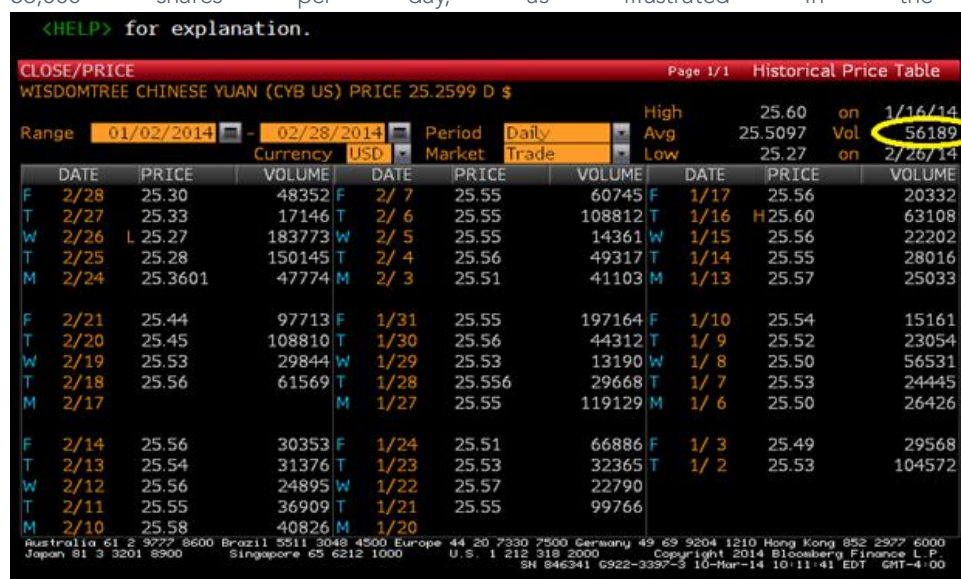 shares per day, as illustrated in the
<HELP> for explanation.
CLOSE/PRICE Page 1/1 Historical Price Table
WISDOMTREE CHINESE YUAN (CYB US) PRICE 25.2599 D $
High 25.60 on 1/16/14
Range 01/02/2014 - 02/28/2014 Period Daily Avg 25.5097 Vol 56189
Currency USD Market Trade Low 25.27 on 2/26/14
DATE PRICE VOLUME DATE PRICE VOLUME DATE PRICE VOLUME
F 2/28 25.30 48352 F 2/ 7 25.55 60745 F 1/17 25.56 20332
T 2/27 25.33 17146 T 2/ 6 25.55 108812 T 1/16 H 25.60 63108
W 2/26 L 25.27 183773 W 2/ 5 25.55 14361 W 1/15 25.56 22202
T 2/25 25.28 150145 T 2/ 4 25.56 49317 T 1/14 25.55 28016
M 2/24 25.3601 47774 M 2/ 3 25.51 41103 M 1/13 25.57 25033
F 2/21 25.44 97713 F 1/31 25.55 197164 F 1/10 25.54 15161
T 2/20 25.45 108810 T 1/30 25.56 44312 T 1/ 9 25.52 23054
W 2/19 25.53 29844 W 1/29 25.53 13190 W 1/ 8 25.50 56531
T 2/18 25.56 61569 T 1/28 25.556 29668 T 1/ 7 25.53 24445
M 2/17 M 1/27 25.55 119129 M 1/ 6 25.50 26426
F 2/14 25.56 30353 F 1/24 25.51 66886 F 1/ 3 25.49 29568
T 2/13 25.54 31376 T 1/23 25.53 32365 T 1/ 2 25.53 104572
W 2/12 25.56 24895 W 1/22 25.57 22790
T 2/11 25.55 36909 T 1/21 25.55 99766
M 2/10 25.58 40826 M 1/20
Australia 61 2 9777 8600 Brazil 5511 3048 4500 Europe 44 20 7330 7500 Germany 49 69 9204 1210 Hong Kong 852 2977 6000
Japan 81 3 3201 8900 Singapore 65 6212 1000 U.S. 1 212 318 2000 Copyright 2014 Bloomberg Finance L.P.
SN 846341 G922-3397-3 10-Mar-14 10:11:41 EDT GMT-4:00